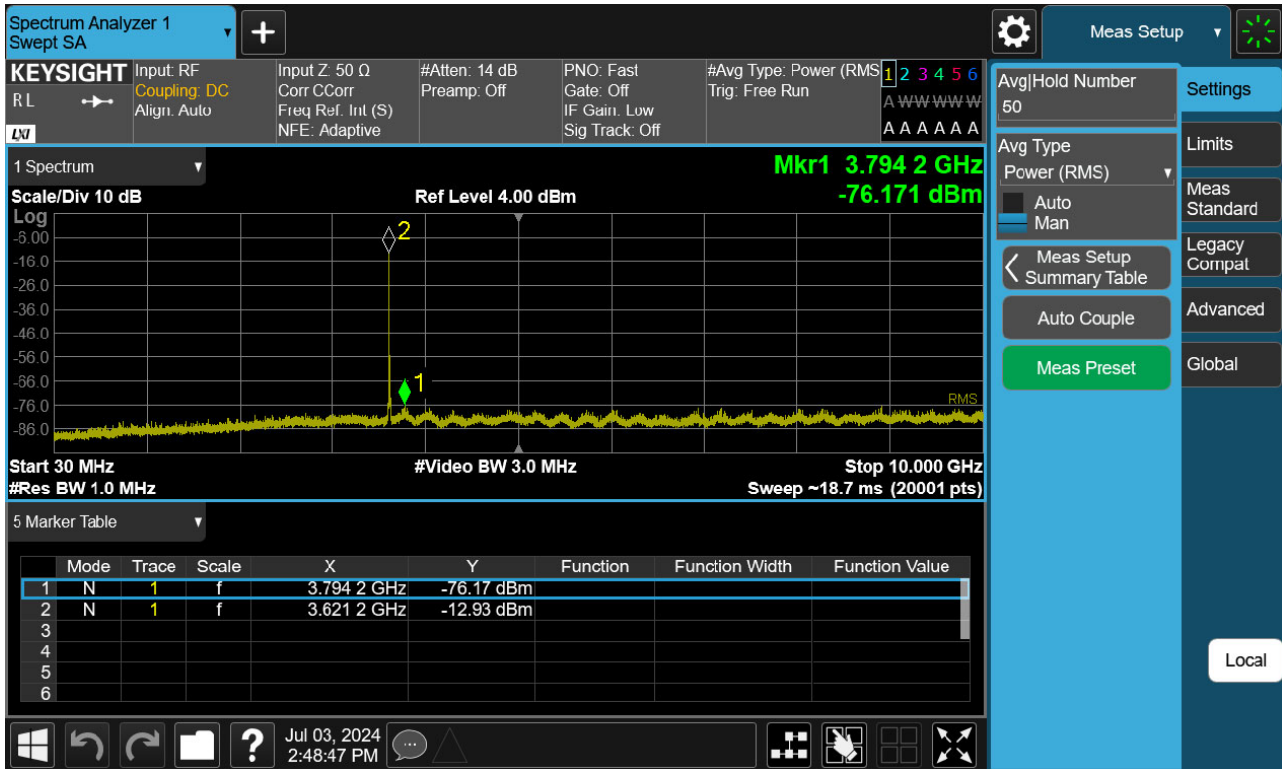 Spectrum Analyzer 1
Swept SA
+
Meas Setup
KEYSIGHT
R L
LXI
Input: RF
Coupling: DC
Align: Auto
Input Z: 50 Ω
Corr CCorr
Freq Ref: Int (S)
NFE: Adaptive
#Atten: 14 dB
Preamp: Off
PNO: Fast
Gate: Off
IF Gain: Low
Sig Track: Off
#Avg Type: Power (RMS
Trig: Free Run
1 2 3 4 5 6
A W W W W W
A A A A A A
1 Spectrum
Mkr1 3.794 2 GHz
-76.171 dBm
Scale/Div 10 dB
Ref Level 4.00 dBm
Log
-6.00
-16.0
-26.0
-36.0
-46.0
-56.0
-66.0
-76.0
-86.0
2
1
RMS
Start 30 MHz
#Video BW 3.0 MHz
Stop 10.000 GHz
#Res BW 1.0 MHz
Sweep ~18.7 ms (20001 pts)
5 Marker Table
Mode Trace Scale X Y Function Function Width Function Value
1 N 1 f 3.794 2 GHz -76.17 dBm
2 N 1 f 3.621 2 GHz -12.93 dBm
3
4
5
6
Avg|Hold Number
50
Avg Type
Power (RMS)
Auto
Man
Meas Setup
Summary Table
Auto Couple
Meas Preset
Settings
Limits
Meas
Standard
Legacy
Compat
Advanced
Global
Local
?
Jul 03, 2024
2:48:47 PM